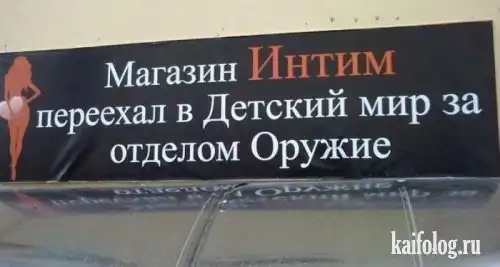 Магазин Интим
переехал в Детский мир за
отделом Оружие
kaifolog.ru